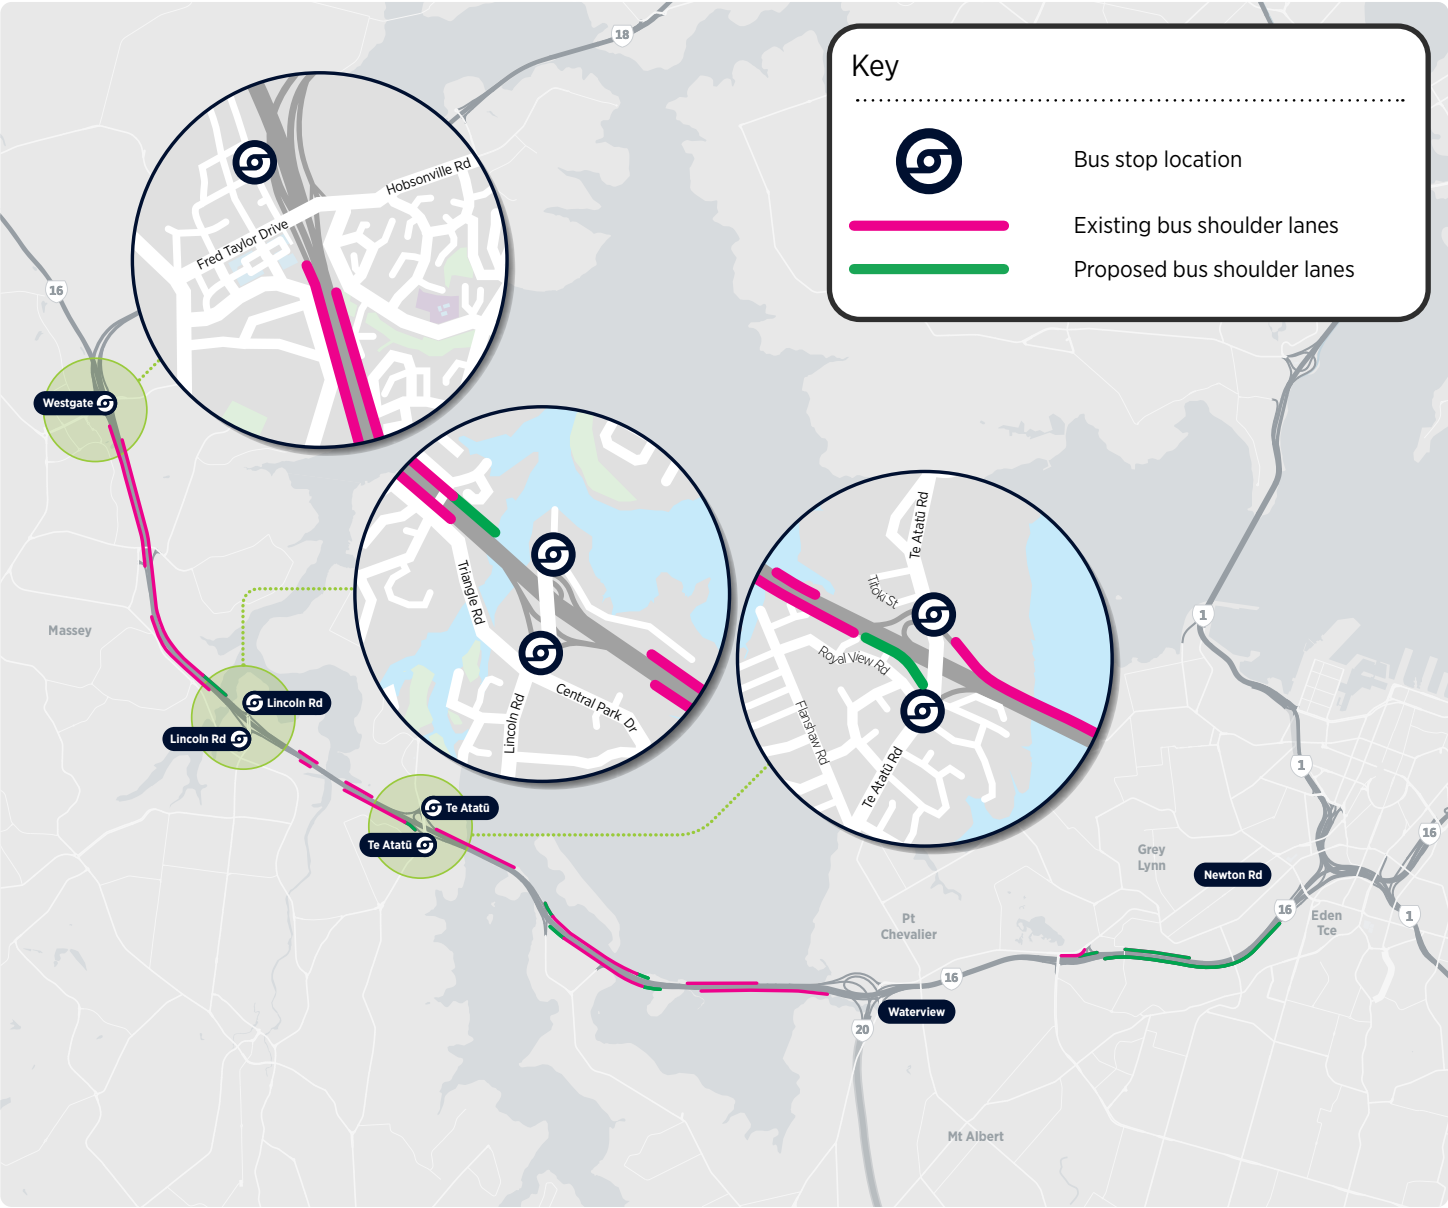 18
Key
Bus stop location
Existing bus shoulder lanes
Proposed bus shoulder lanes
Hobsonville Rd
Fred Taylor Drive
16
Westgate
Te Atatū Rd
Titoki St
Royal View Rd
Flanshaw Rd
Te Atatū Rd
Triangle Rd
Lincoln Rd
Central Park Dr
1
Massey
Lincoln Rd
Lincoln Rd
1
Te Atatū
Te Atatū
16
Grey
Lynn
Newton Rd
16
Eden
Tce
1
Pt
Chevalier
16
Waterview
20
Mt Albert